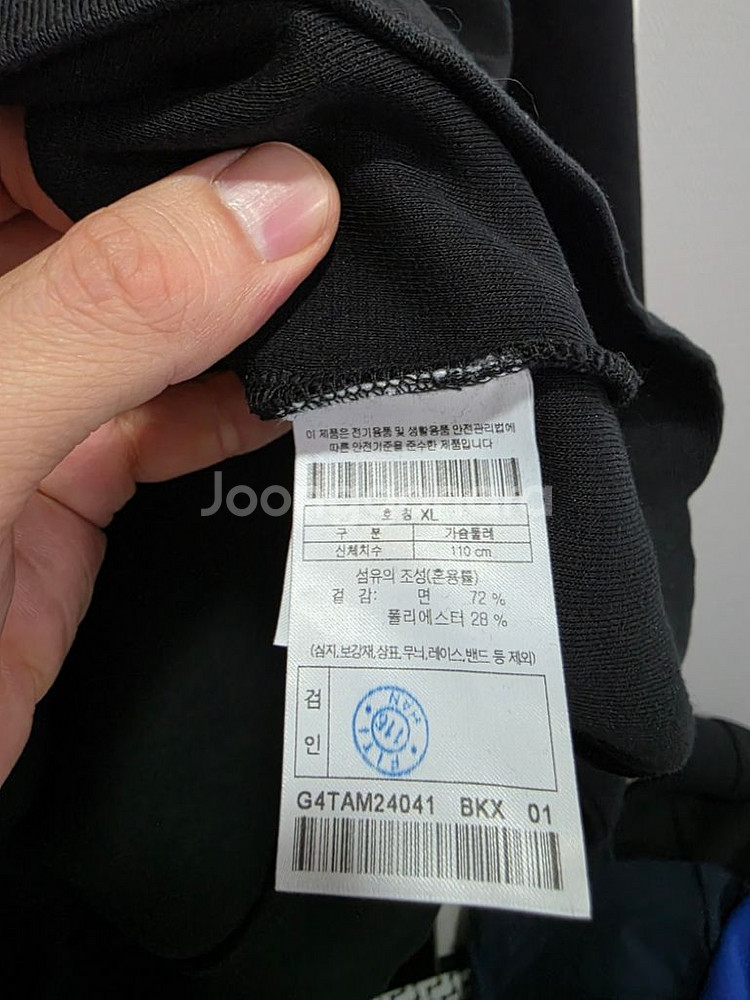 이 제품은 전기용품 및 생활용품 안전관리법에
따른 안전기준을 준수한 제품입니다
호 칭 XL
구 분 가슴둘레
신체치수 110 cm
섬유의 조성(혼용률)
겉 감: 면 72 %
폴리에스터 28 %
(심지,보강재,상표,무늬,레이스,밴드 등 제외)
검
인
HAN
116
G4TAM24041 BKX 01